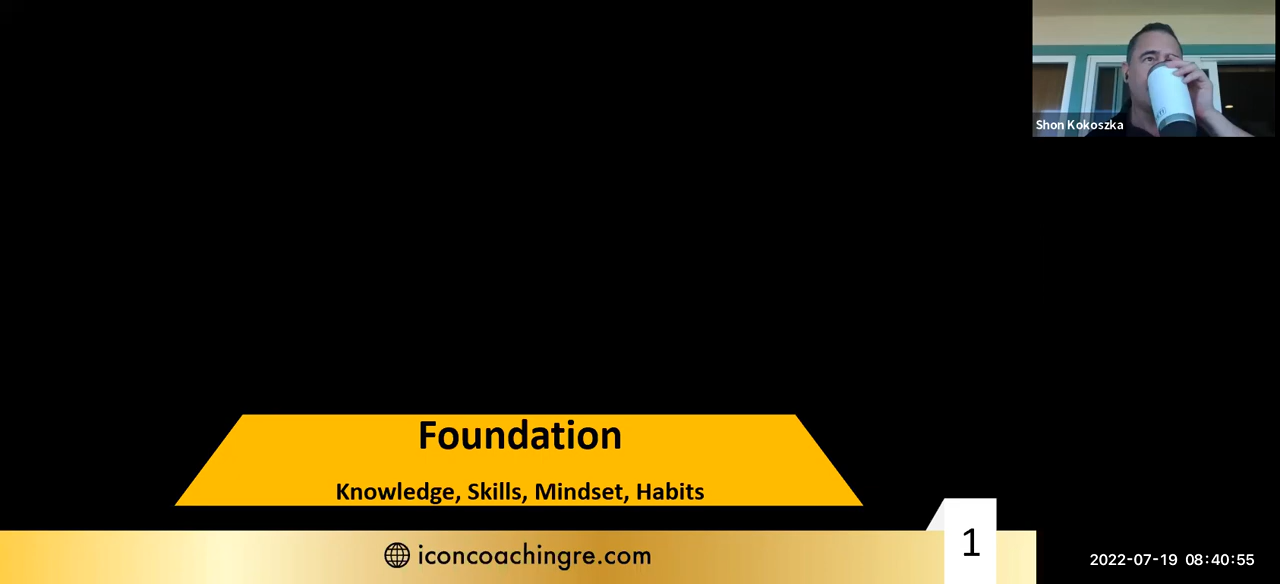 Shon Kokoszka
Foundation
Knowledge, Skills, Mindset, Habits
iconcoachingre.com
1
2022-07-19 08:40:55